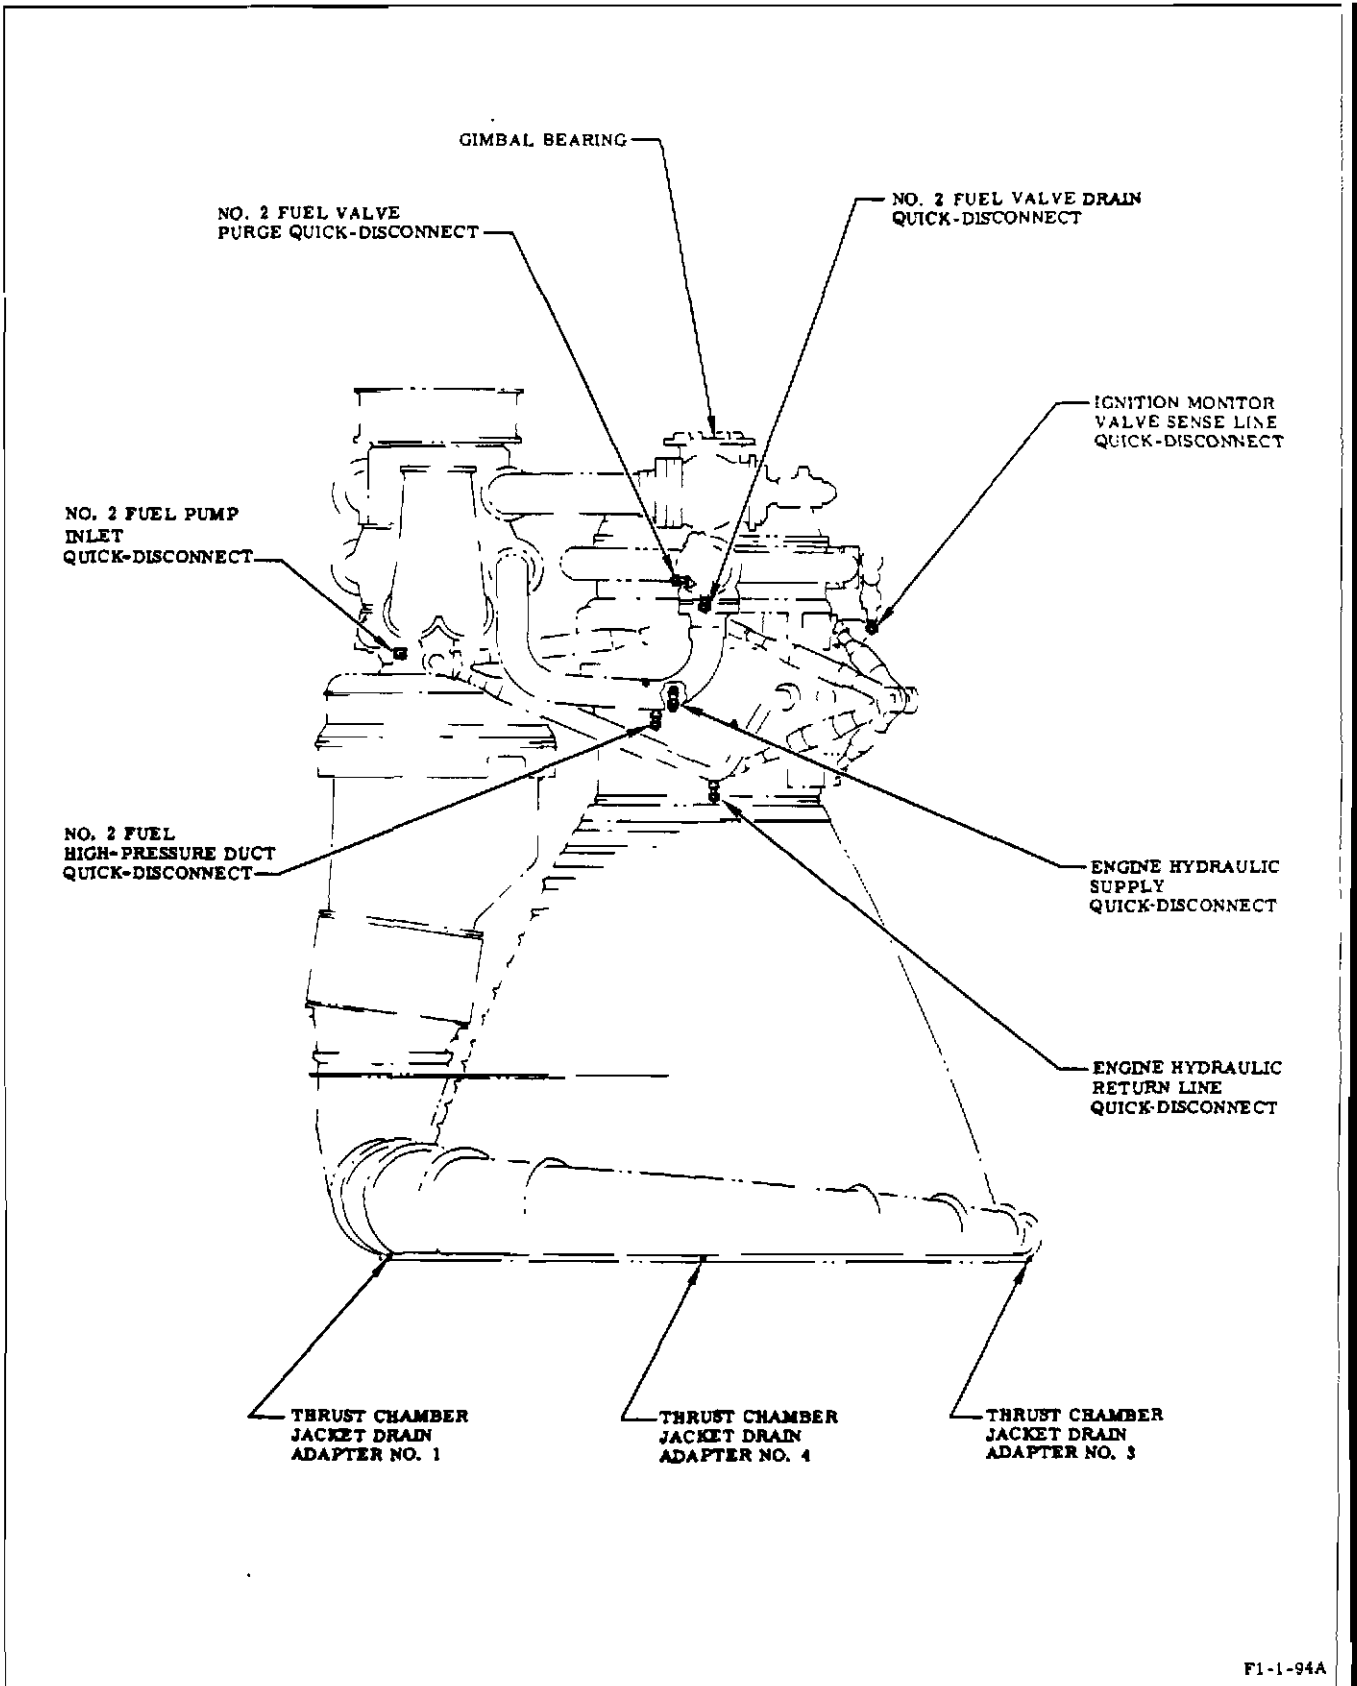 GIMBAL BEARING
NO. 2 FUEL VALVE
PURGE QUICK-DISCONNECT
NO. 2 FUEL VALVE DRAIN
QUICK-DISCONNECT
IGNITION MONITOR
VALVE SENSE LINE
QUICK-DISCONNECT
NO. 2 FUEL PUMP
INLET
QUICK-DISCONNECT
NO. 2 FUEL
HIGH-PRESSURE DUCT
QUICK-DISCONNECT
ENGINE HYDRAULIC
SUPPLY
QUICK-DISCONNECT
ENGINE HYDRAULIC
RETURN LINE
QUICK-DISCONNECT
THRUST CHAMBER
JACKET DRAIN
ADAPTER NO. 1
THRUST CHAMBER
JACKET DRAIN
ADAPTER NO. 4
THRUST CHAMBER
JACKET DRAIN
ADAPTER NO. 3
F1-1-94A